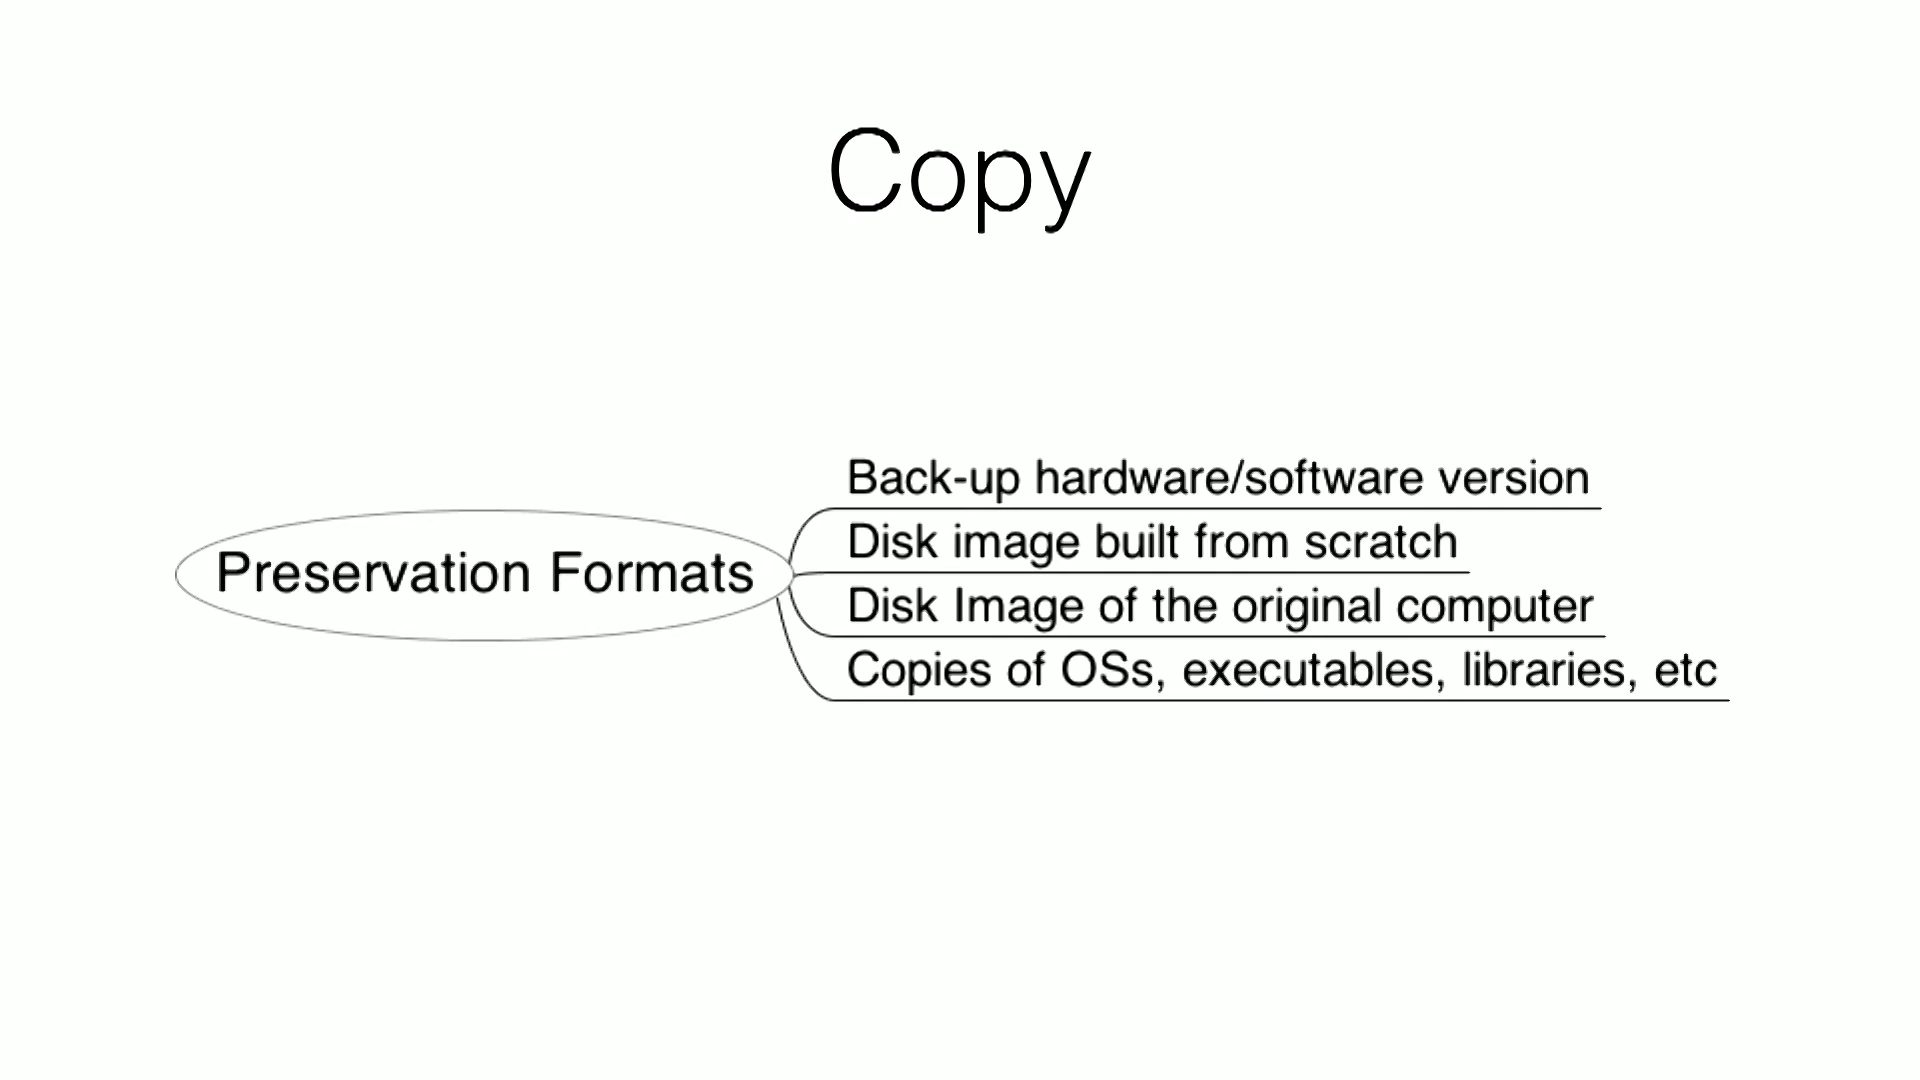 Copy
Preservation Formats
Back-up hardware/software version
Disk image built from scratch
Disk Image of the original computer
Copies of OSs, executables, libraries, etc